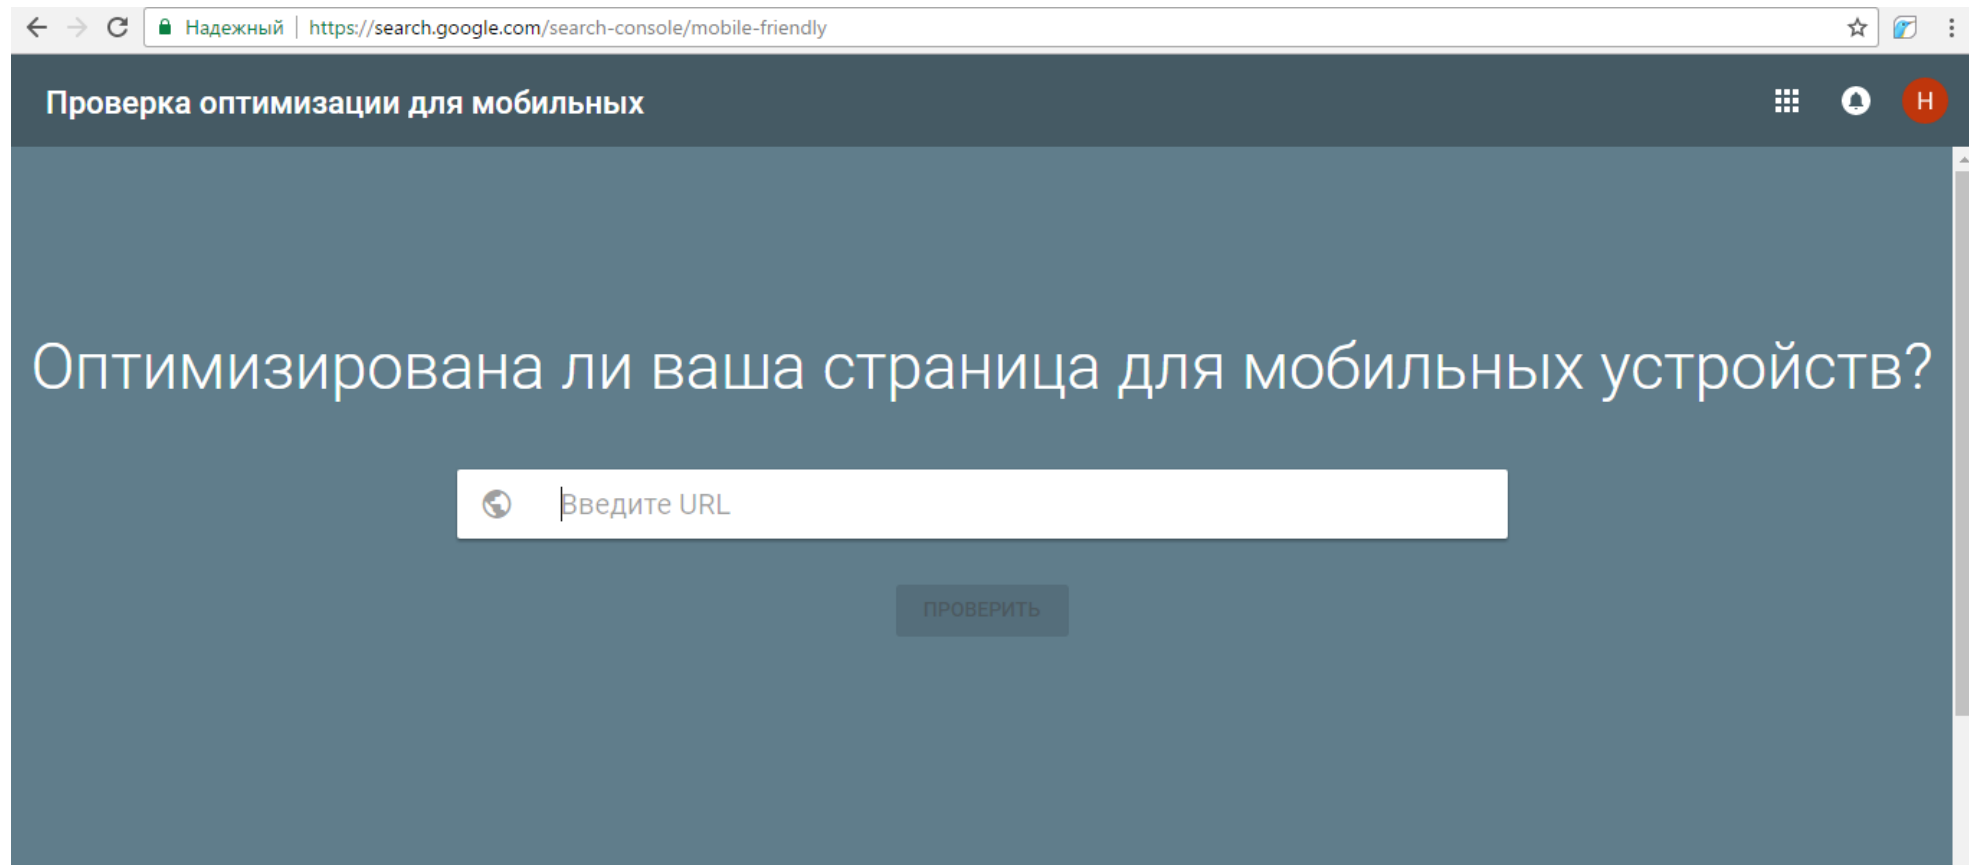 Надежный | https://search.google.com/search-console/mobile-friendly
Проверка оптимизации для мобильных
Н
Оптимизирована ли ваша страница для мобильных устройств?
Введите URL
ПРОВЕРИТЬ